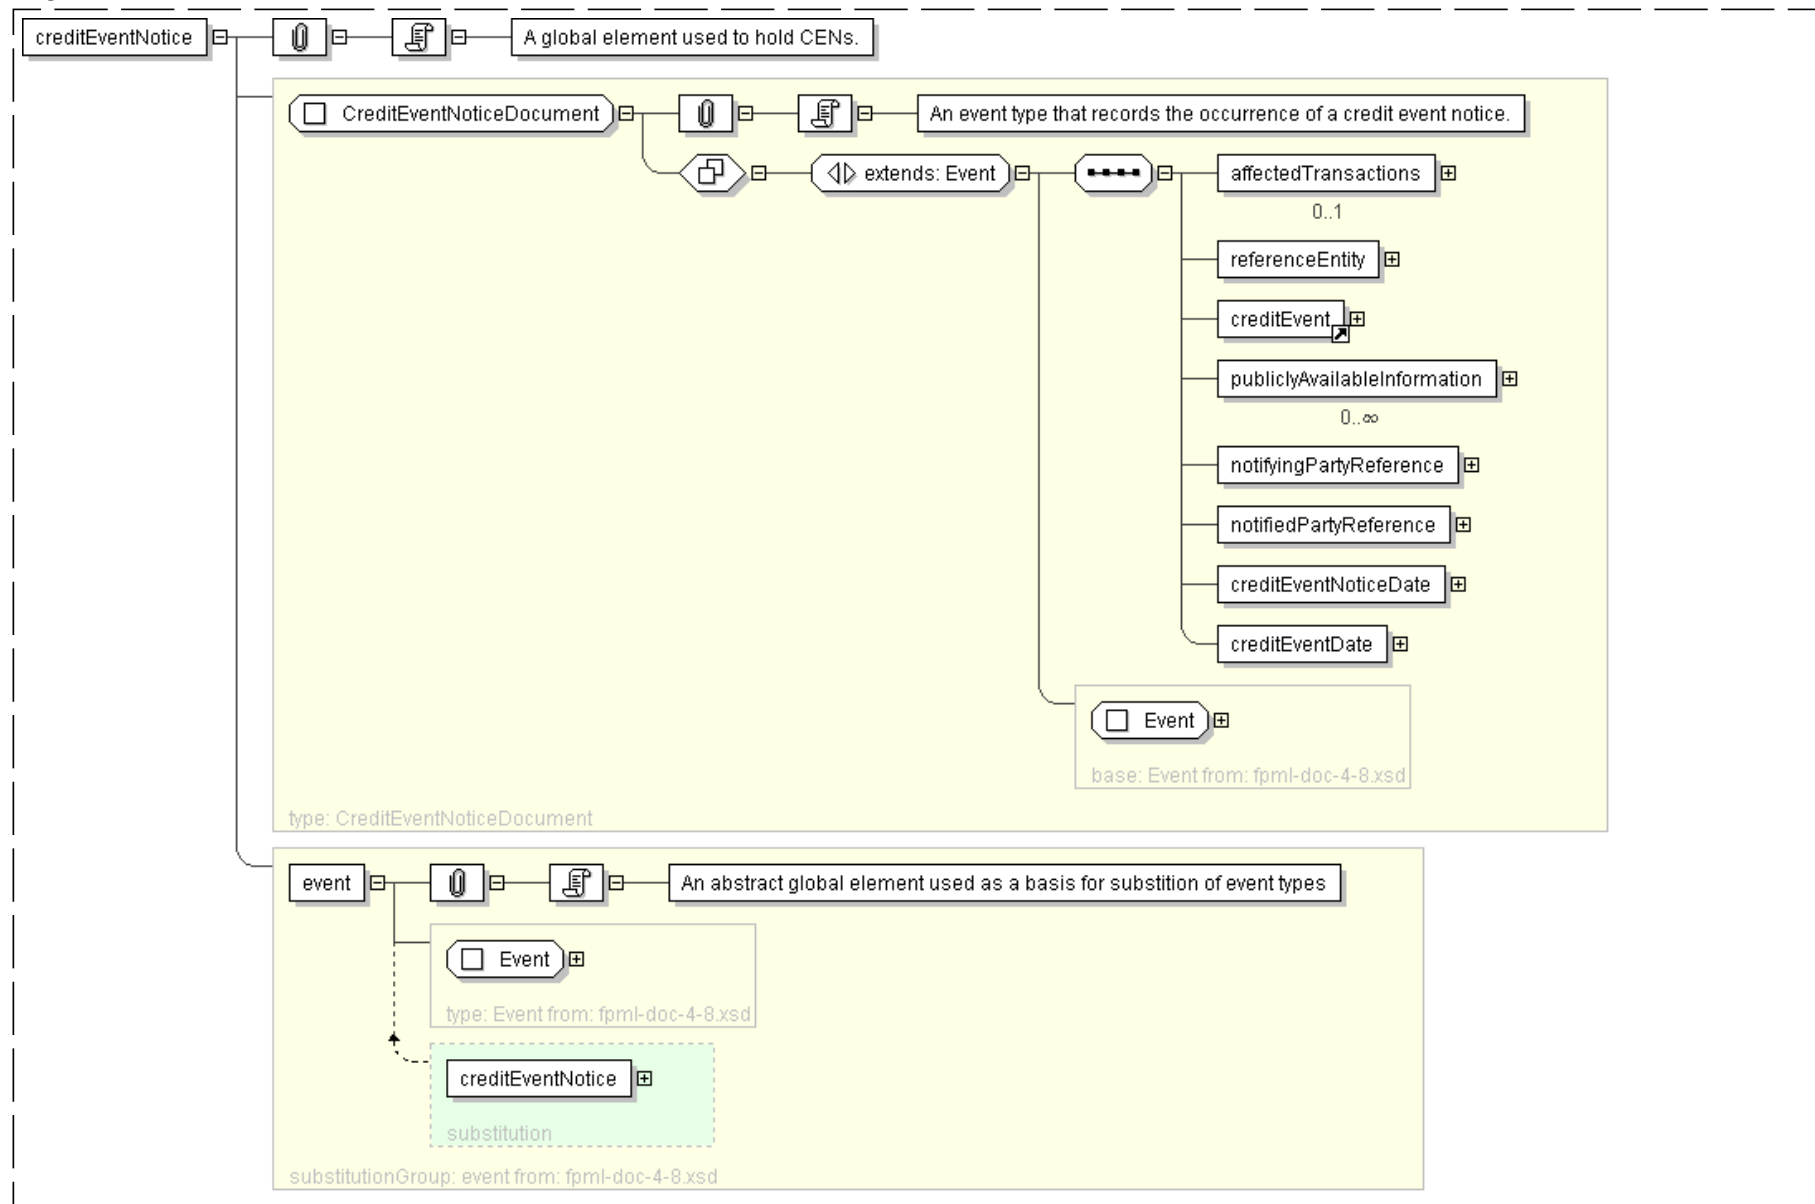 creditEventNotice
A global element used to hold CENs.
CreditEventNoticeDocument
An event type that records the occurrence of a credit event notice.
extends: Event
affectedTransactions
0..1
referenceEntity
creditEvent
publiclyAvailableInformation
0..∞
notifyingPartyReference
notifiedPartyReference
creditEventNoticeDate
creditEventDate
Event
base: Event from: fpml-doc-4-8.xsd
type: CreditEventNoticeDocument
event
An abstract global element used as a basis for substition of event types
Event
type: Event from: fpml-doc-4-8.xsd
creditEventNotice
substitution
substitutionGroup: event from: fpml-doc-4-8.xsd